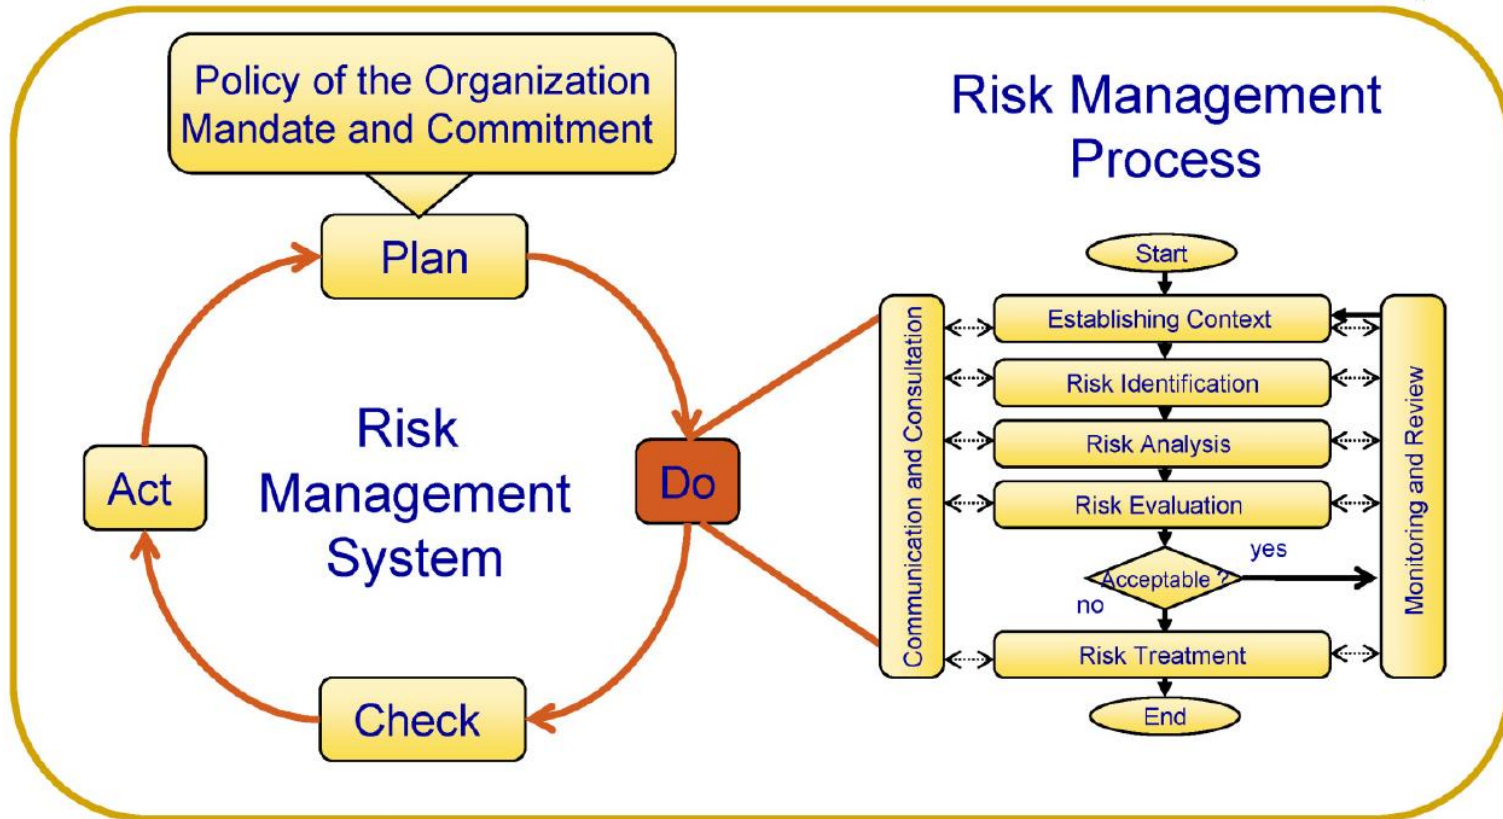 Policy of the Organization
Mandate and Commitment
Plan
Do
Check
Act
Risk
Management
System
Risk Management
Process
Start
Establishing Context
Risk Identification
Risk Analysis
Risk Evaluation
Acceptable ?
yes
no
Risk Treatment
End
Communication and Consultation
Monitoring and Review